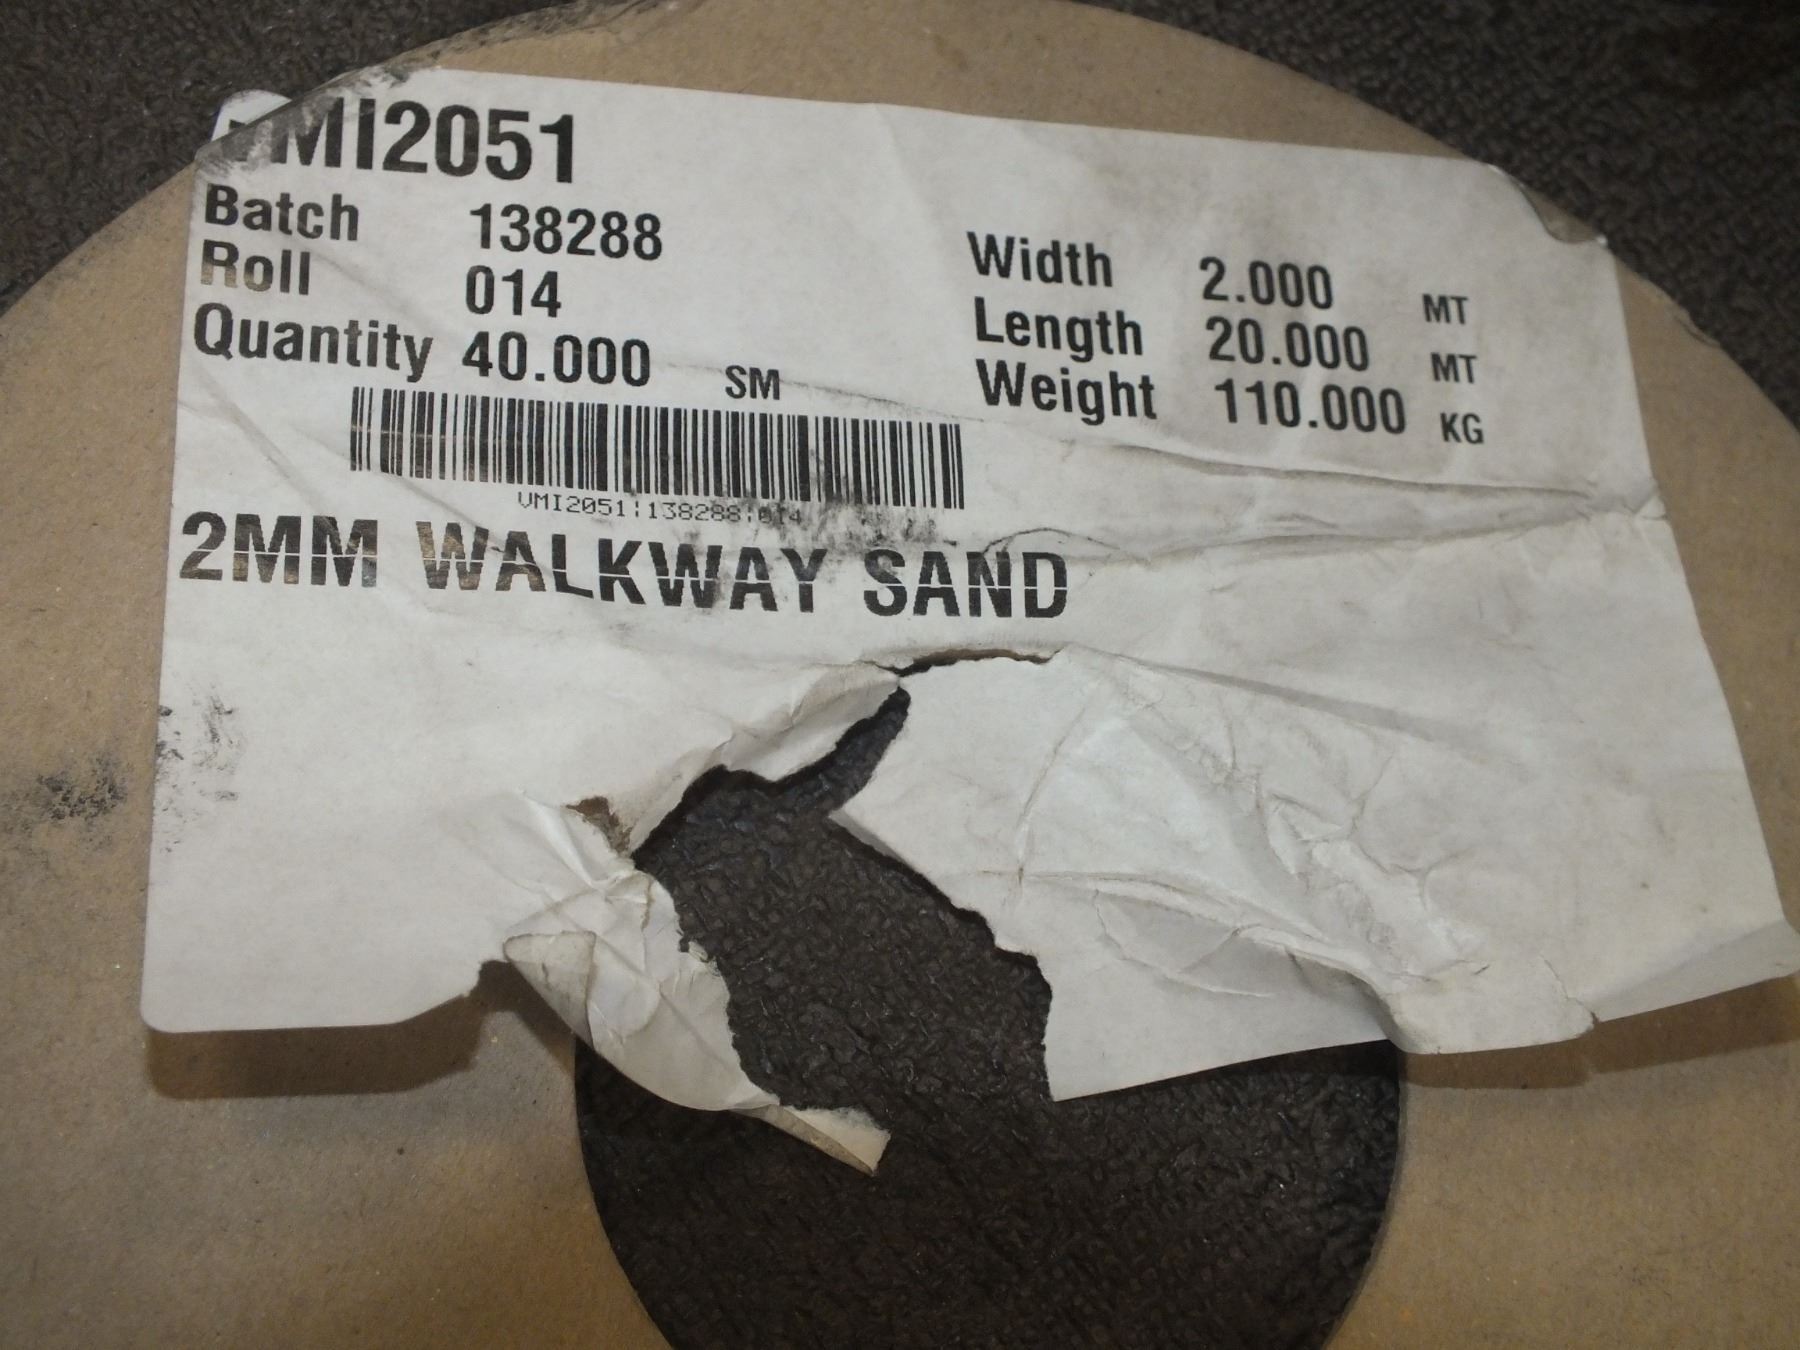 VMI2051
Batch 138288
Roll 014
Quantity 40.000 SM
Width 2.000 MT
Length 20.000 MT
Weight 110.000 KG
VMI2051:138288:014
2MM WALKWAY SAND